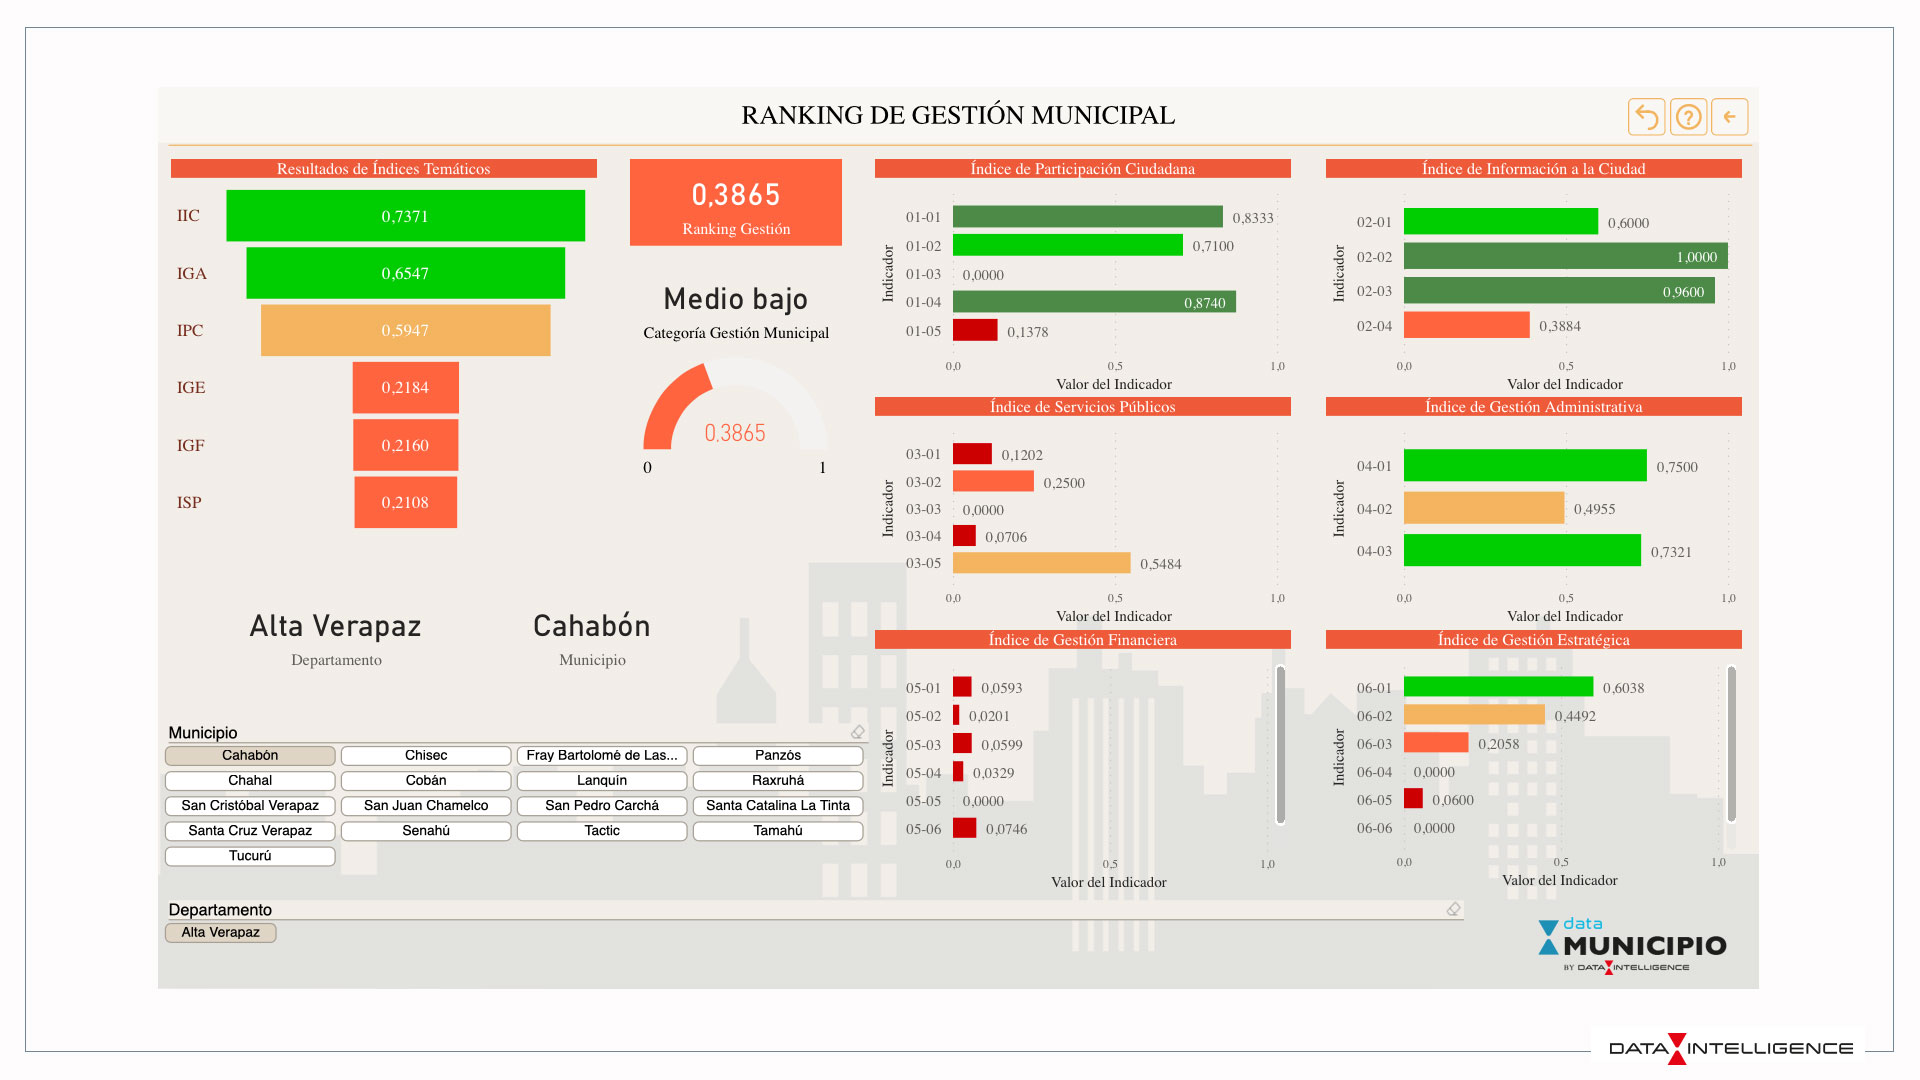 RANKING DE GESTIÓN MUNICIPAL
Resultados de Índices Temáticos
IIC 0,7371
IGA 0,6547
IPC 0,5947
IGE 0,2184
IGF 0,2160
ISP 0,2108
0,3865
Ranking Gestión
Medio bajo
Categoría Gestión Municipal
0,3865
0 1
Alta Verapaz
Departamento
Cahabón
Municipio
Índice de Participación Ciudadana
Indicador
01-01 0,8333
01-02 0,7100
01-03 0,0000
01-04 0,8740
01-05 0,1378
0,0 0,5 1,0
Valor del Indicador
Índice de Información a la Ciudad
Indicador
02-01 0,6000
02-02 1,0000
02-03 0,9600
02-04 0,3884
0,0 0,5 1,0
Valor del Indicador
Índice de Servicios Públicos
Indicador
03-01 0,1202
03-02 0,2500
03-03 0,0000
03-04 0,0706
03-05 0,5484
0,0 0,5 1,0
Valor del Indicador
Índice de Gestión Administrativa
Indicador
04-01 0,7500
04-02 0,4955
04-03 0,7321
0,0 0,5 1,0
Valor del Indicador
Índice de Gestión Financiera
Indicador
05-01 0,0593
05-02 0,0201
05-03 0,0599
05-04 0,0329
05-05 0,0000
05-06 0,0746
0,0 0,5 1,0
Valor del Indicador
Índice de Gestión Estratégica
Indicador
06-01 0,6038
06-02 0,4492
06-03 0,2058
06-04 0,0000
06-05 0,0600
06-06 0,0000
0,0 0,5 1,0
Valor del Indicador
Municipio
Cahabón Chisec Fray Bartolomé de Las... Panzós
Chahal Cobán Lanquín Raxruhá
San Cristóbal Verapaz San Juan Chamelco San Pedro Carchá Santa Catalina La Tinta
Santa Cruz Verapaz Senahú Tactic Tamahú
Tucurú
Departamento
Alta Verapaz
data
MUNICIPIO
BY DATA INTELLIGENCE
DATA INTELLIGENCE